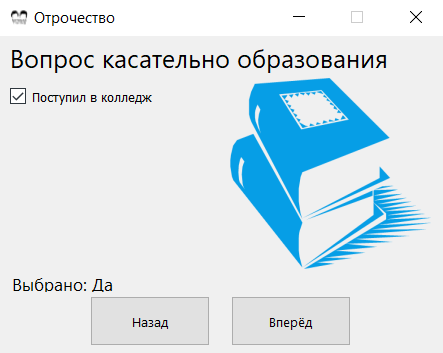 Отрочество
Вопрос касательно образования
Поступил в колледж
Выбрано: Да
Назад
Вперёд